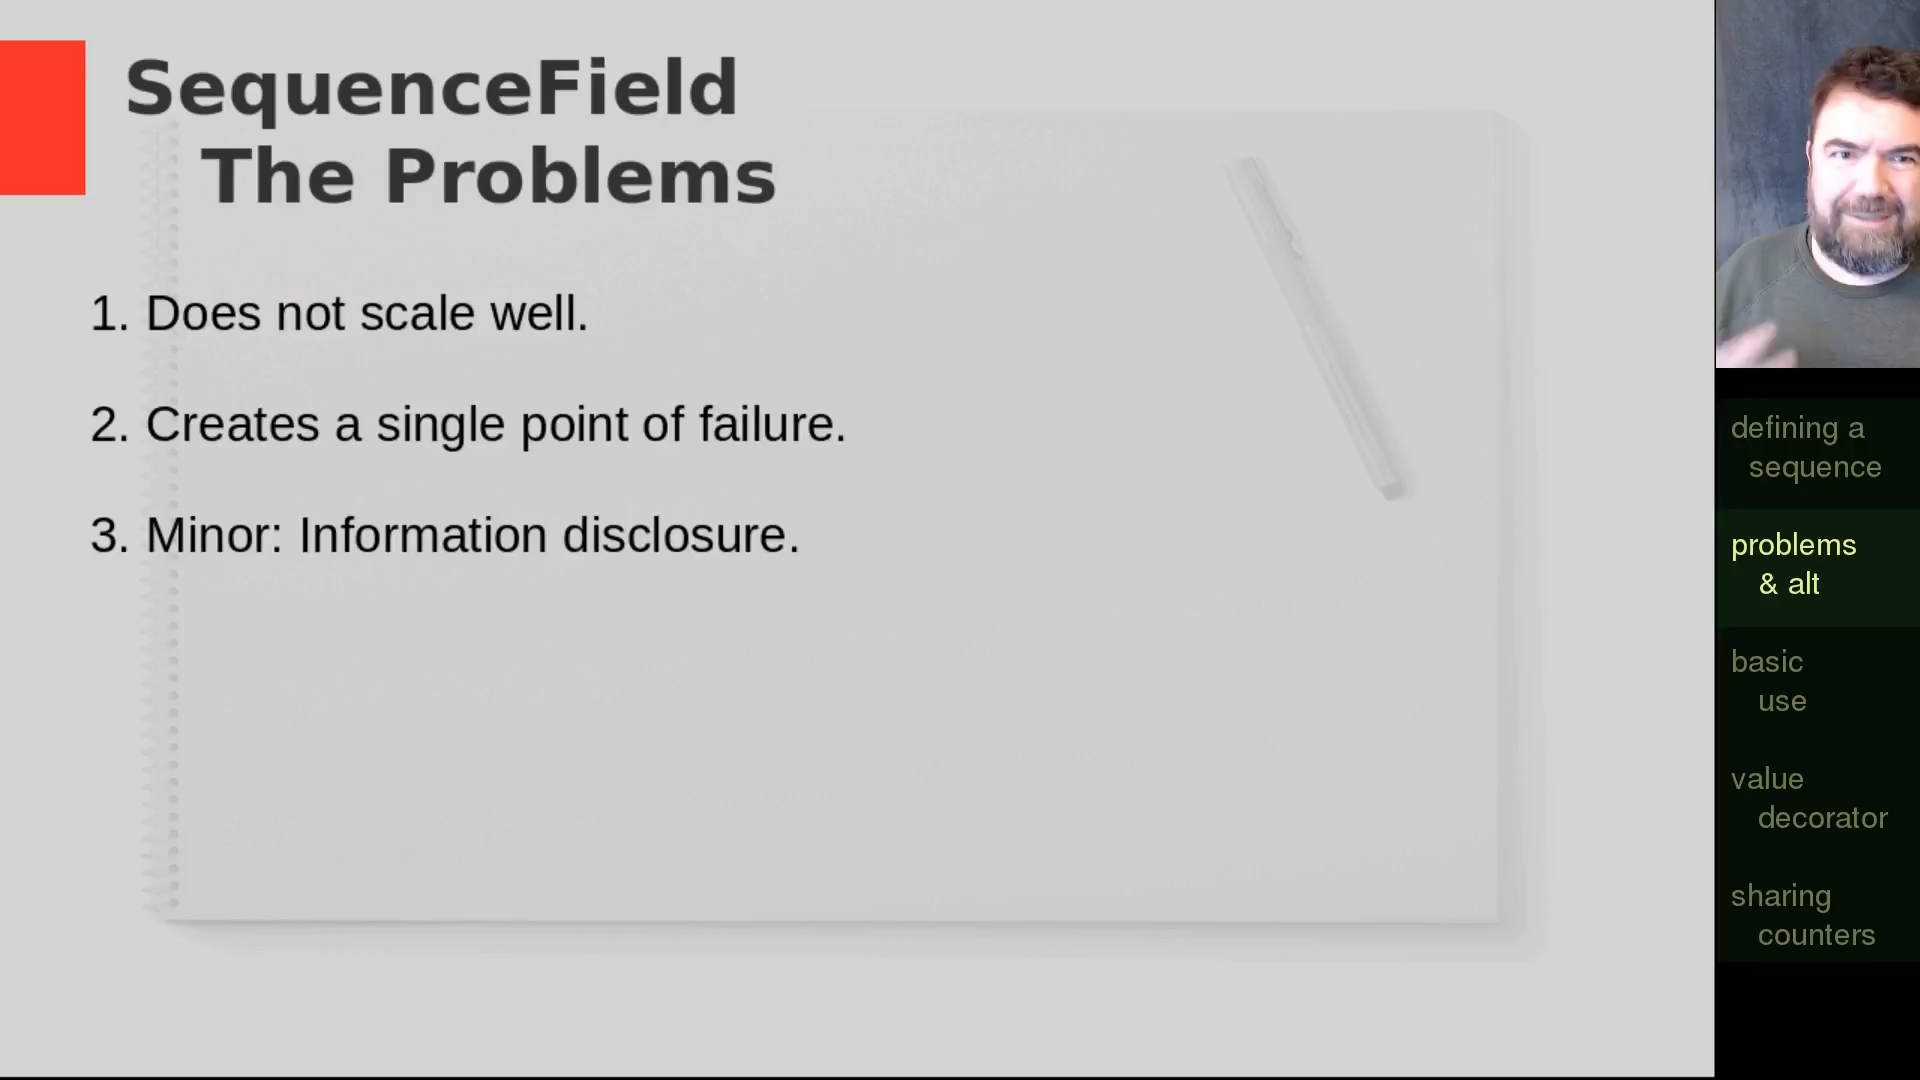 SequenceField
The Problems
1. Does not scale well.
2. Creates a single point of failure.
3. Minor: Information disclosure.
defining a
sequence
problems
& alt
basic
use
value
decorator
sharing
counters